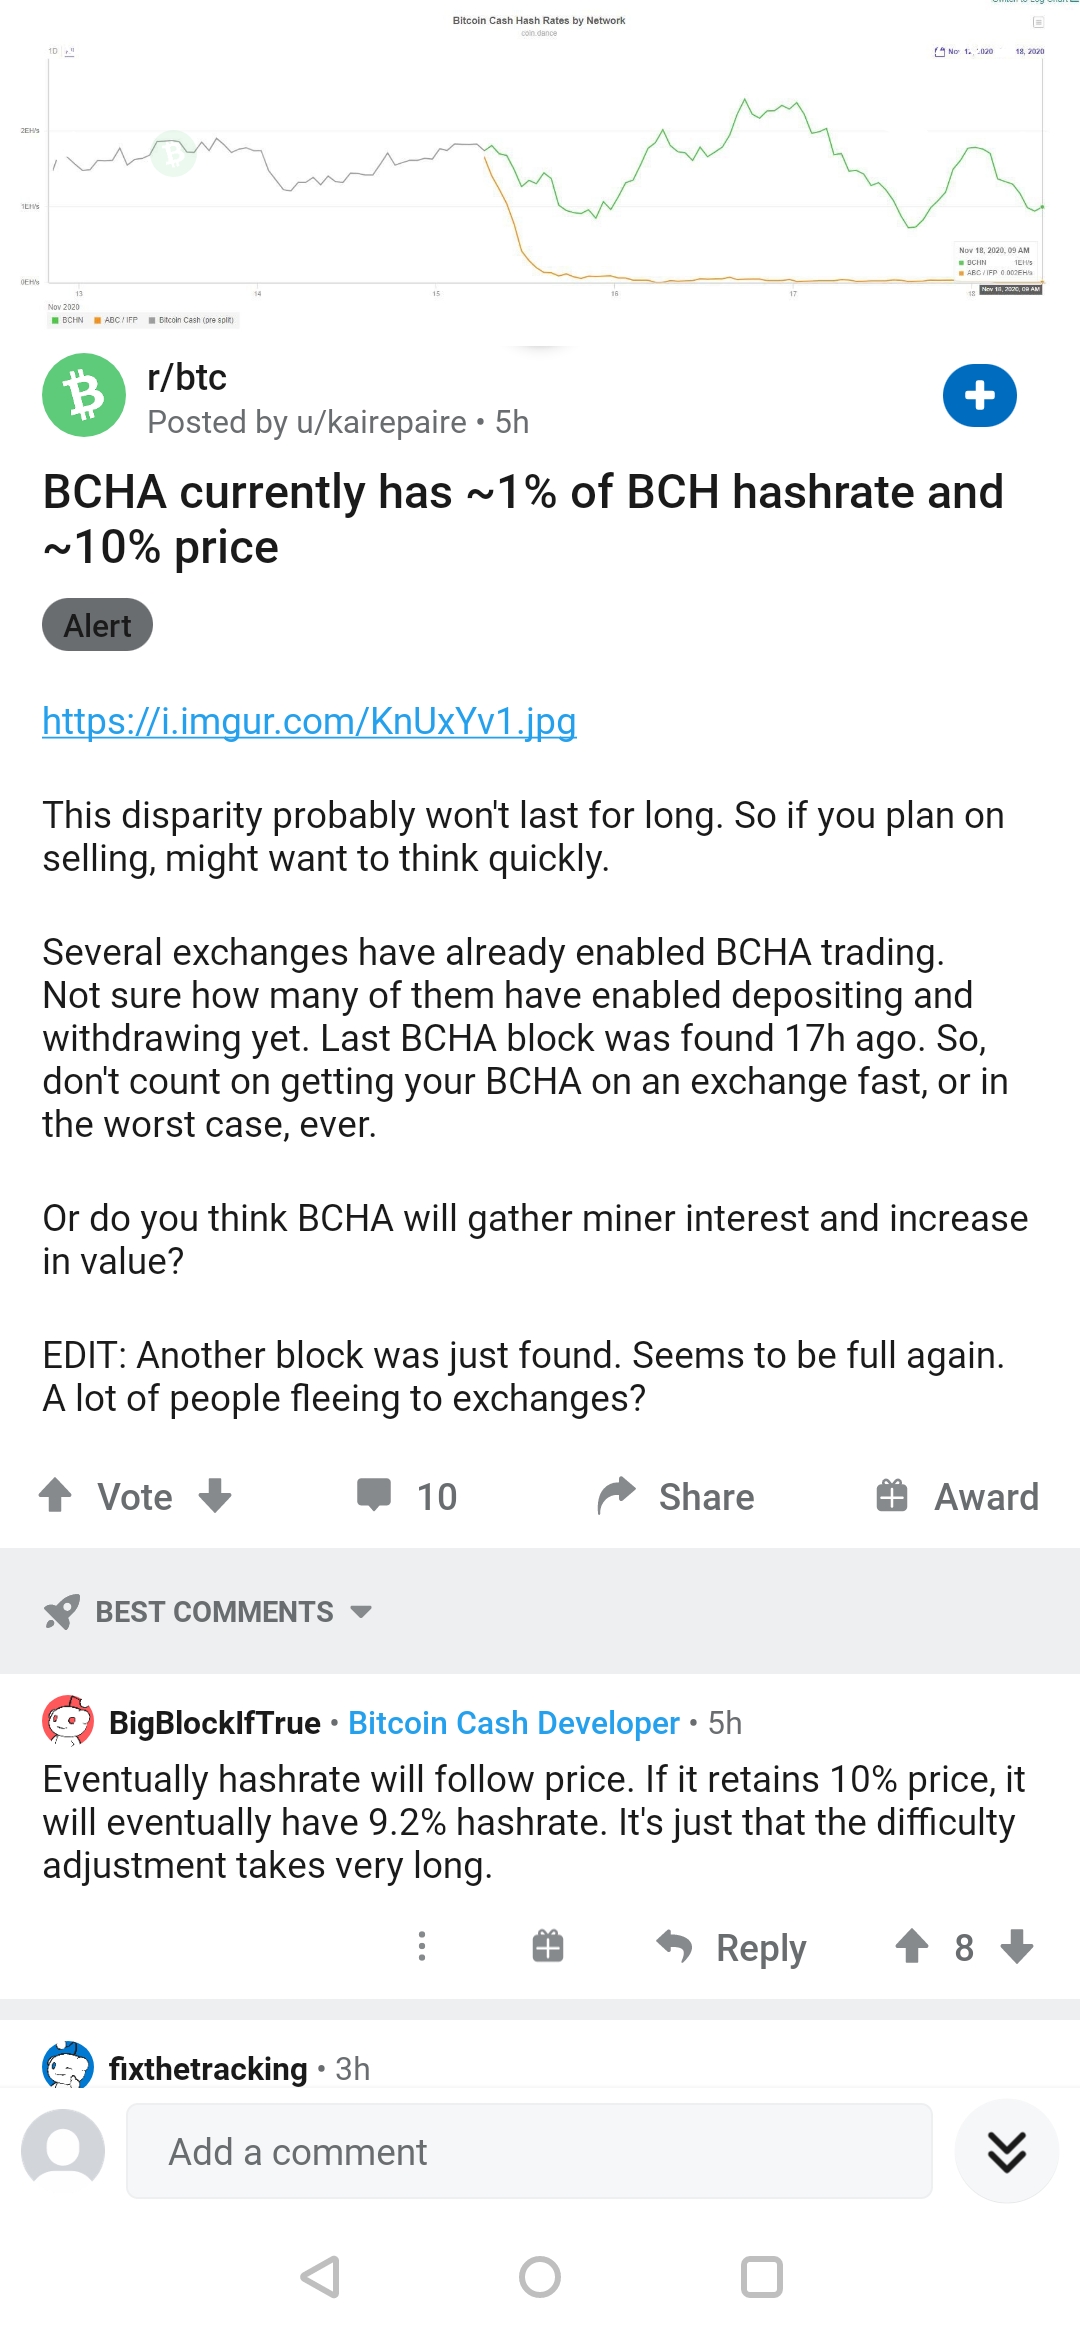 Bitcoin Cash Hash Rates by Network
coin.dance
1D
18, 2020
2EH/s
1EH/s
0EH/s
Nov 18, 2020, 09 AM
BCHN 1EH/s
ABC / IFP 0.002EH/s
13 14 15 16 17 18 Nov 18, 2020, 09 AM
Nov 2020
BCHN ABC / IFP Bitcoin Cash (pre split)
r/btc
Posted by u/kairepaire • 5h
BCHA currently has ~1% of BCH hashrate and
~10% price
Alert
https://i.imgur.com/KnUxYv1.jpg
This disparity probably won't last for long. So if you plan on
selling, might want to think quickly.
Several exchanges have already enabled BCHA trading.
Not sure how many of them have enabled depositing and
withdrawing yet. Last BCHA block was found 17h ago. So,
don't count on getting your BCHA on an exchange fast, or in
the worst case, ever.
Or do you think BCHA will gather miner interest and increase
in value?
EDIT: Another block was just found. Seems to be full again.
A lot of people fleeing to exchanges?
Vote 10 Share Award
BEST COMMENTS
BigBlockIfTrue • Bitcoin Cash Developer • 5h
Eventually hashrate will follow price. If it retains 10% price, it
will eventually have 9.2% hashrate. It's just that the difficulty
adjustment takes very long.
Reply 8
fixthetracking • 3h
Add a comment